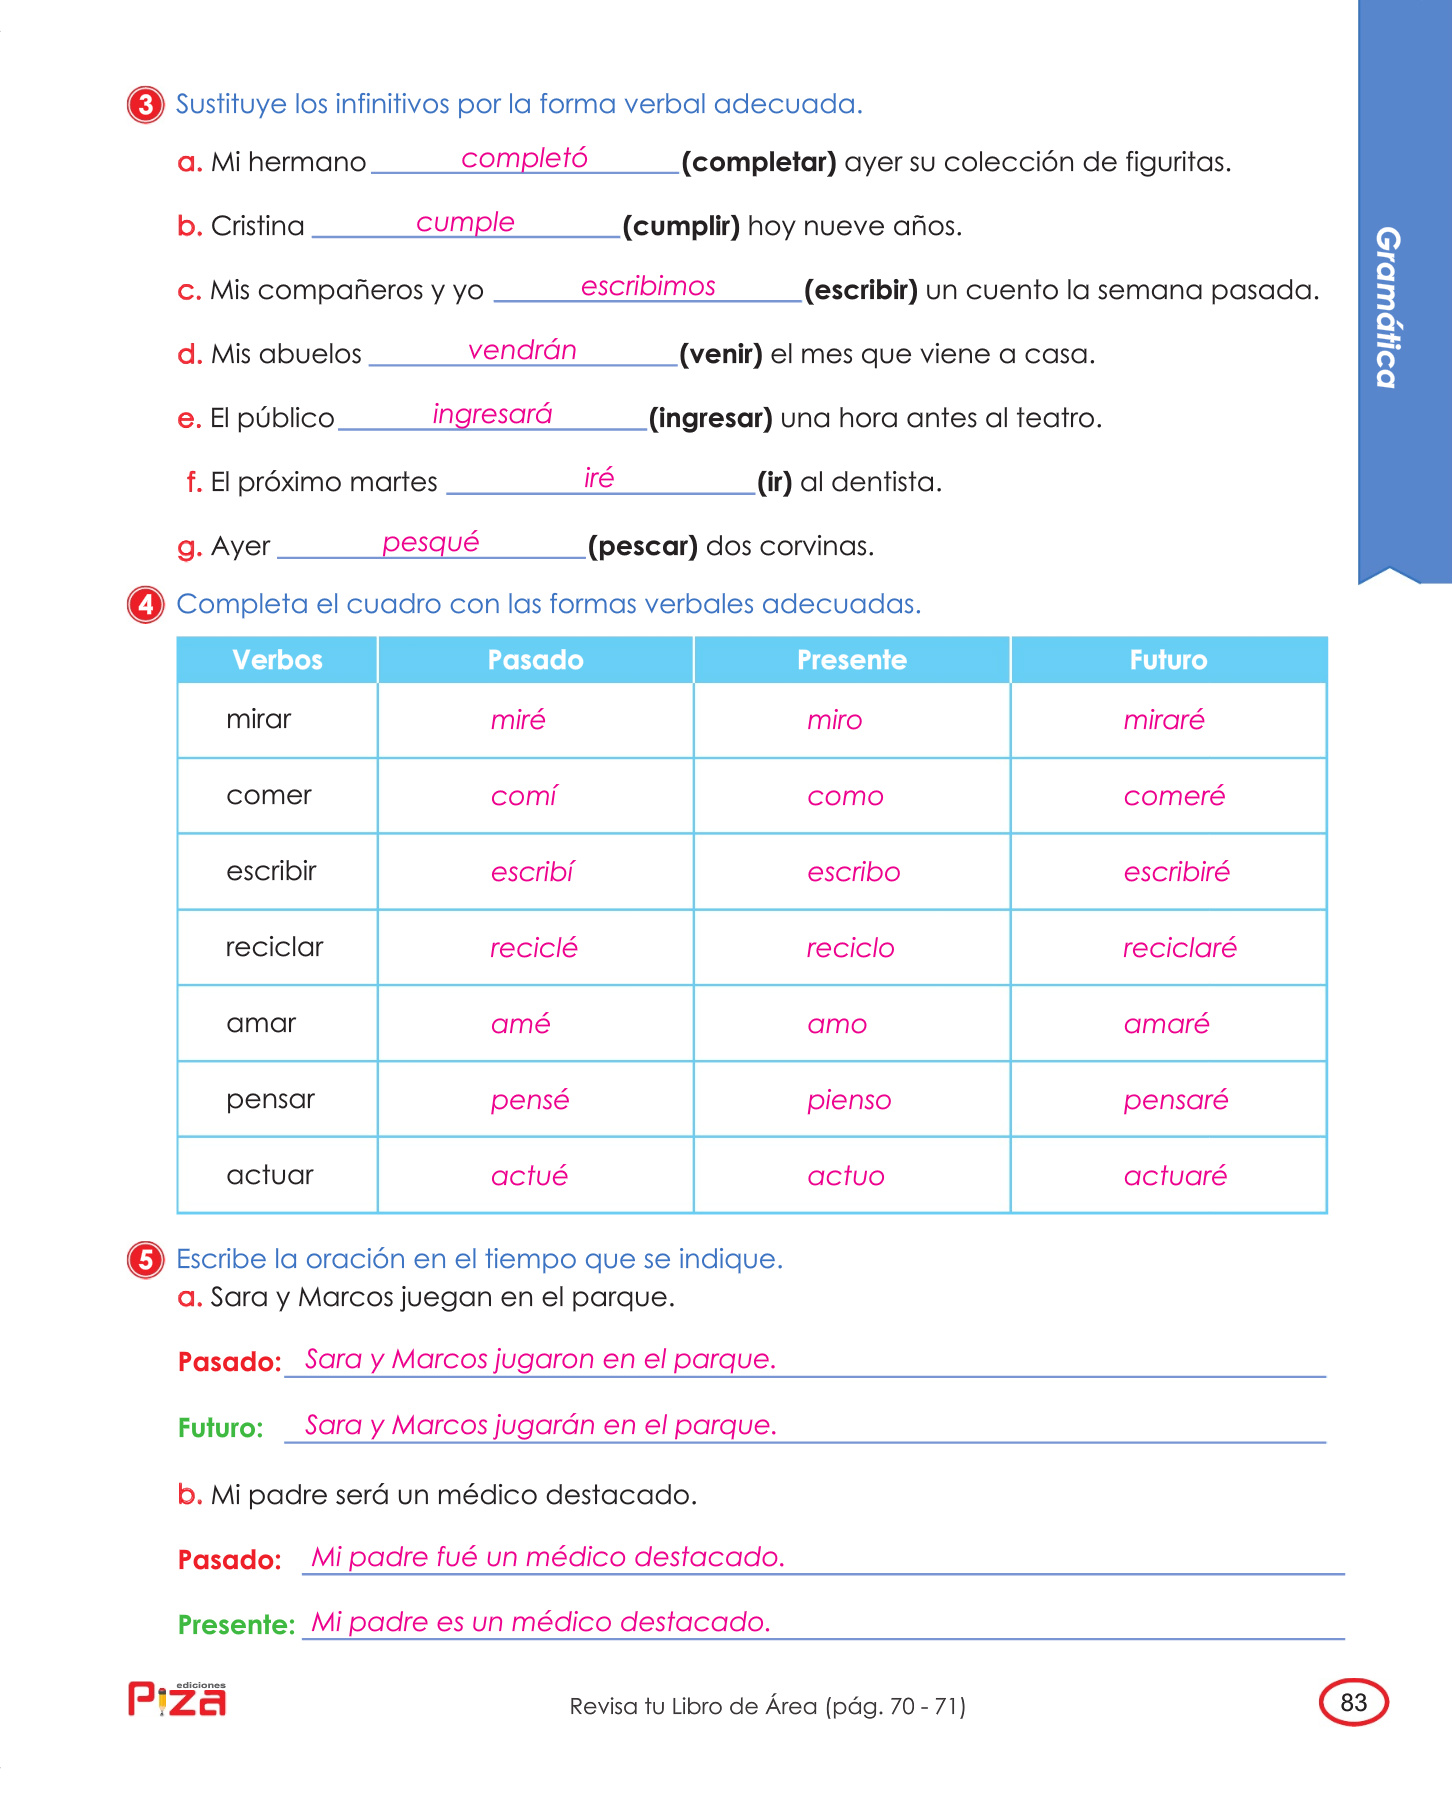 3 Sustituye los infinitivos por la forma verbal adecuada.
a. Mi hermano completó (completar) ayer su colección de figuritas.
b. Cristina cumple (cumplir) hoy nueve años.
c. Mis compañeros y yo escribimos (escribir) un cuento la semana pasada.
d. Mis abuelos vendrán (venir) el mes que viene a casa.
e. El público ingresará (ingresar) una hora antes al teatro.
f. El próximo martes iré (ir) al dentista.
g. Ayer pesqué (pescar) dos corvinas.
Gramática
4 Completa el cuadro con las formas verbales adecuadas.
Verbos Pasado Presente Futuro
mirar miré miro miraré
comer comí como comeré
escribir escribí escribo escribiré
reciclar reciclé reciclo reciclaré
amar amé amo amaré
pensar pensé pienso pensaré
actuar actué actuo actuaré
5 Escribe la oración en el tiempo que se indique.
a. Sara y Marcos juegan en el parque.
Pasado: Sara y Marcos jugaron en el parque.
Futuro: Sara y Marcos jugarán en el parque.
b. Mi padre será un médico destacado.
Pasado: Mi padre fué un médico destacado.
Presente: Mi padre es un médico destacado.
ediciones
Piza
Revisa tu Libro de Área (pág. 70 - 71)
83